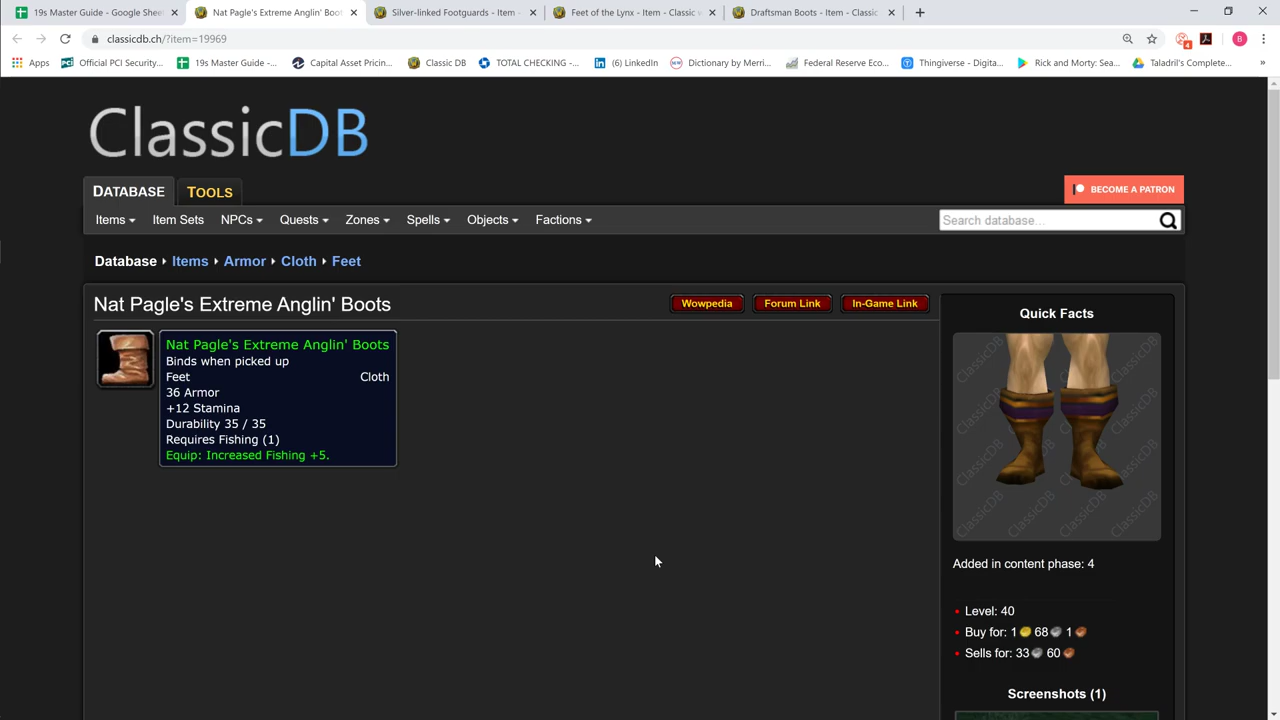 19s Master Guide - Google Sheet
Nat Pagle's Extreme Anglin' Boot
Silver-linked Footguards - Item -
Feet of the Lynx - Item - Classic
Draftsman Boots - Item - Classic
classicdb.ch/?item=19969
Apps
Official PCI Security...
19s Master Guide -...
Capital Asset Pricin...
Classic DB
TOTAL CHECKING -...
(6) LinkedIn
Dictionary by Merri...
Federal Reserve Eco...
Thingiverse - Digita...
Rick and Morty: Sea...
Taladril's Complete...
ClassicDB
DATABASE
TOOLS
BECOME A PATRON
Items
Item Sets
NPCs
Quests
Zones
Spells
Objects
Factions
Search database...
Database
Items
Armor
Cloth
Feet
Nat Pagle's Extreme Anglin' Boots
Wowpedia
Forum Link
In-Game Link
Quick Facts
Nat Pagle's Extreme Anglin' Boots
Binds when picked up
Feet Cloth
36 Armor
+12 Stamina
Durability 35 / 35
Requires Fishing (1)
Equip: Increased Fishing +5.
ClassicDB
Added in content phase: 4
Level: 40
Buy for: 1 68 1
Sells for: 33 60
Screenshots (1)